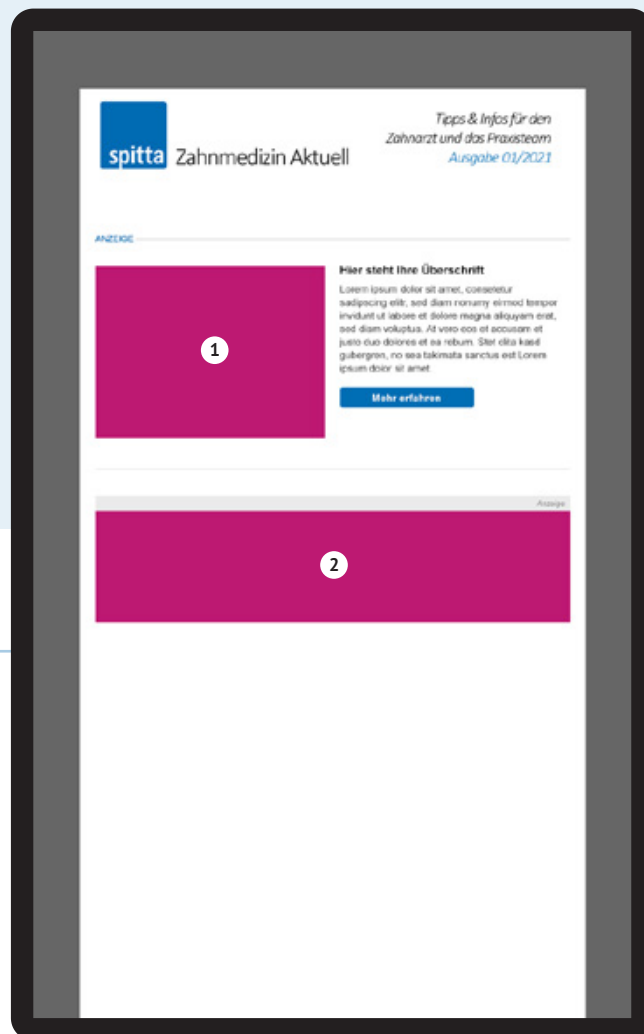 spitta Zahnmedizin Aktuell
Tipps & Infos für den
Zahnarzt und das Praxisteam
Ausgabe 01/2021
ANZEIGE
1
Hier steht Ihre Überschrift
Lorem ipsum dolor sit amet, consetetur
sadipscing elitr, sed diam nonumy eirmod tempor
invidunt ut labore et dolore magna aliquyam erat,
sed diam voluptua. At vero eos et accusam et
justo duo dolores et ea rebum. Stet clita kasd
gubergren, no sea takimata sanctus est Lorem
ipsum dolor sit amet.
Mehr erfahren
Anzeige
2